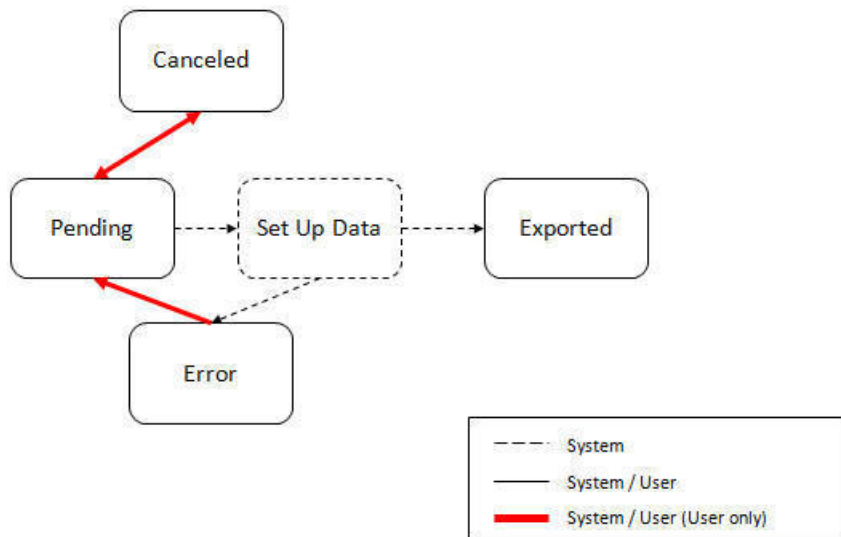 Canceled
Pending
Set Up Data
Exported
Error
System
System / User
System / User (User only)